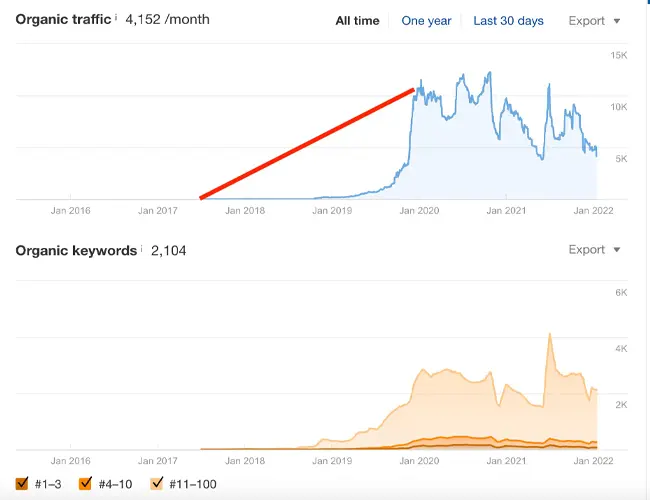 Organic traffic i 4,152 /month All time One year Last 30 days Export
15K
10K
5K
Jan 2016 Jan 2017 Jan 2018 Jan 2019 Jan 2020 Jan 2021 Jan 2022
Organic keywords i 2,104 Export
6K
4K
2K
Jan 2016 Jan 2017 Jan 2018 Jan 2019 Jan 2020 Jan 2021 Jan 2022
#1–3 #4–10 #11–100